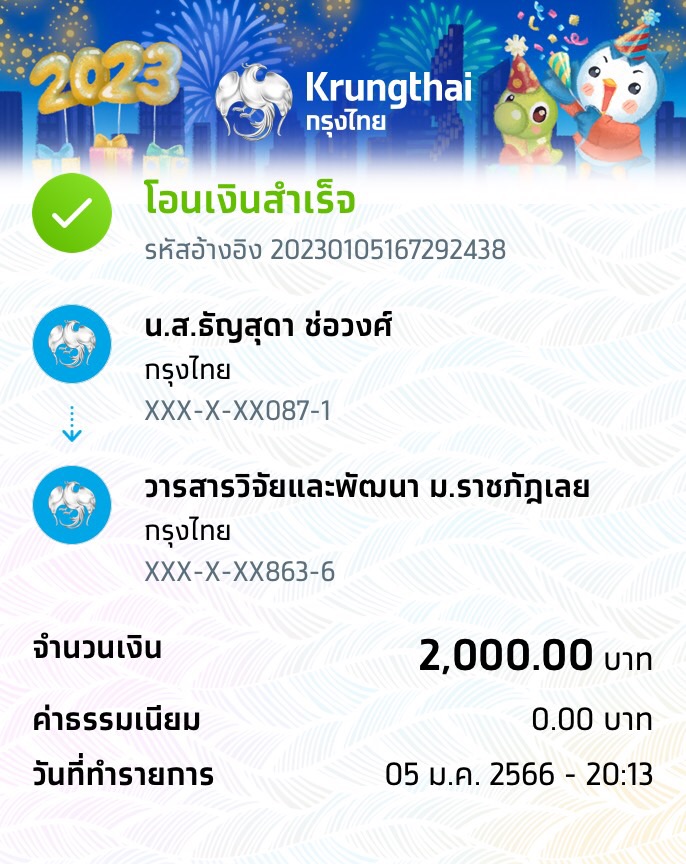 2023
Krungthai
กรุงไทย
โอนเงินสำเร็จ
รหัสอ้างอิง 20230105167292438
น.ส.ธัญสุดา ช่อวงศ์
กรุงไทย
XXX-X-XX087-1
วารสารวิจัยและพัฒนา ม.ราชภัฎเลย
กรุงไทย
XXX-X-XX863-6
จำนวนเงิน 2,000.00 บาท
ค่าธรรมเนียม 0.00 บาท
วันที่ทำรายการ 05 ม.ค. 2566 - 20:13